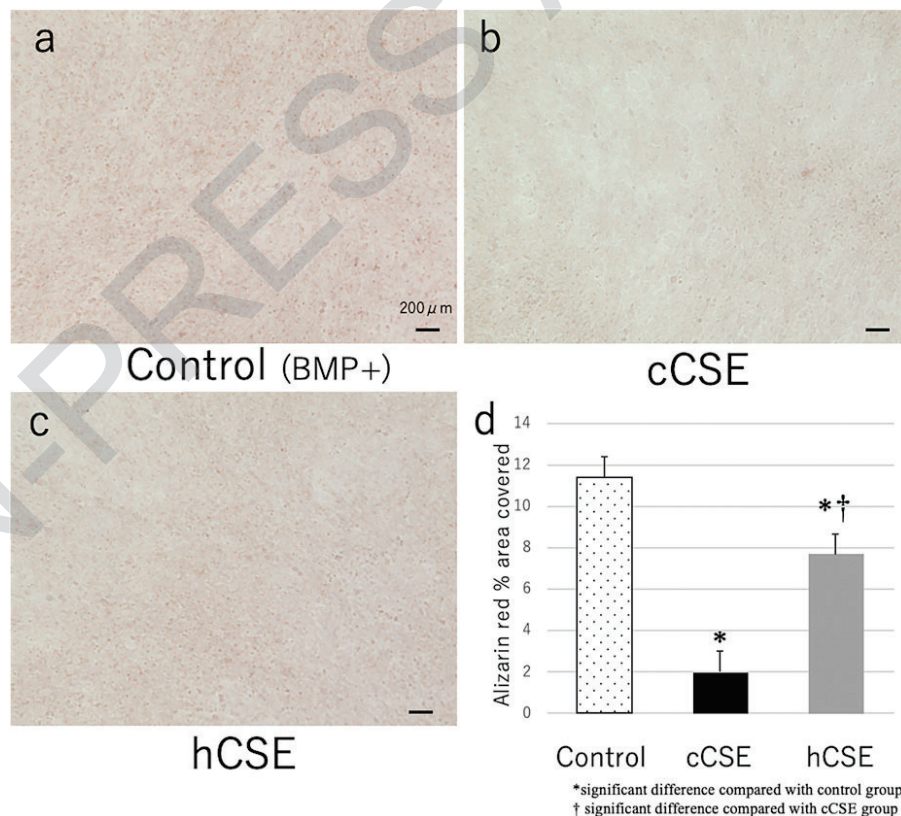 N-PRESS
a
200 μm
Control (BMP+)
b
cCSE
c
hCSE
d
Alizarin red % area covered
14
12
10
8
6
4
2
0
*
*†
Control cCSE hCSE
*significant difference compared with control group
† significant difference compared with cCSE group